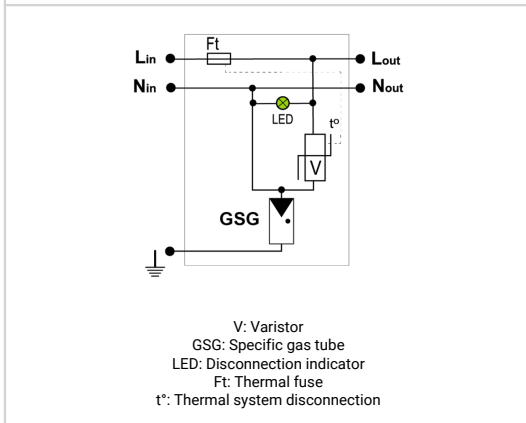 Ft
Lin Lout
Nin Nout
LED
t°
V
GSG
V: Varistor
GSG: Specific gas tube
LED: Disconnection indicator
Ft: Thermal fuse
t°: Thermal system disconnection